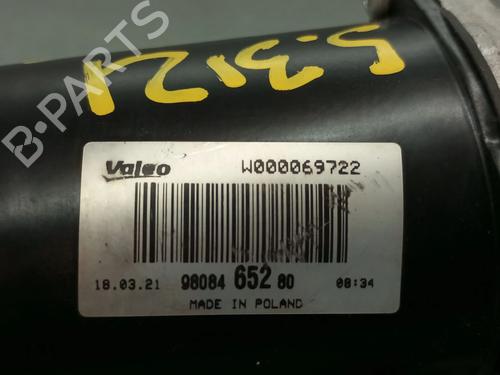 B-PARTS
Valeo W000069722
18.03.21 98084 652 80 08:34
MADE IN POLAND